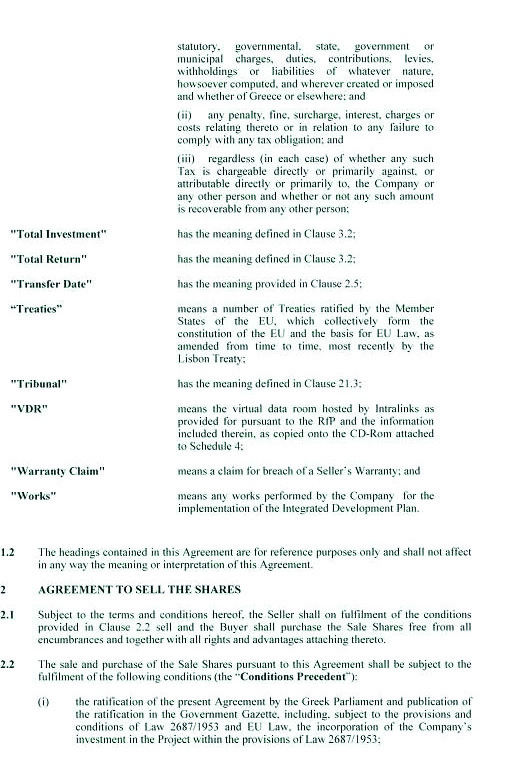 statutory, governmental, state, government or
municipal charges, duties, contributions, levies,
withholdings or liabilities of whatever nature,
howsoever computed, and wherever created or imposed
and whether of Greece or elsewhere; and
(ii) any penalty, fine, surcharge, interest, charges or
costs relating thereto or in relation to any failure to
comply with any tax obligation; and
(iii) regardless (in each case) of whether any such
Tax is chargeable directly or primarily against, or
attributable directly or primarily to, the Company or
any other person and whether or not any such amount
is recoverable from any other person;
"Total Investment" has the meaning defined in Clause 3.2;
"Total Return" has the meaning defined in Clause 3.2;
"Transfer Date" has the meaning provided in Clause 2.5;
“Treaties” means a number of Treaties ratified by the Member
States of the EU, which collectively form the
constitution of the EU and the basis for EU Law, as
amended from time to time, most recently by the
Lisbon Treaty;
"Tribunal" has the meaning defined in Clause 21.3;
"VDR" means the virtual data room hosted by Intralinks as
provided for pursuant to the RfP and the information
included therein, as copied onto the CD-Rom attached
to Schedule 4;
"Warranty Claim" means a claim for breach of a Seller's Warranty; and
"Works" means any works performed by the Company for the
implementation of the Integrated Development Plan.
1.2 The headings contained in this Agreement are for reference purposes only and shall not affect
in any way the meaning or interpretation of this Agreement.
2 AGREEMENT TO SELL THE SHARES
2.1 Subject to the terms and conditions hereof, the Seller shall on fulfilment of the conditions
provided in Clause 2.2 sell and the Buyer shall purchase the Sale Shares free from all
encumbrances and together with all rights and advantages attaching thereto.
2.2 The sale and purchase of the Sale Shares pursuant to this Agreement shall be subject to the
fulfilment of the following conditions (the “Conditions Precedent”):
(i) the ratification of the present Agreement by the Greek Parliament and publication of
the ratification in the Government Gazette, including, subject to the provisions and
conditions of Law 2687/1953 and EU Law, the incorporation of the Company's
investment in the Project within the provisions of Law 2687/1953;